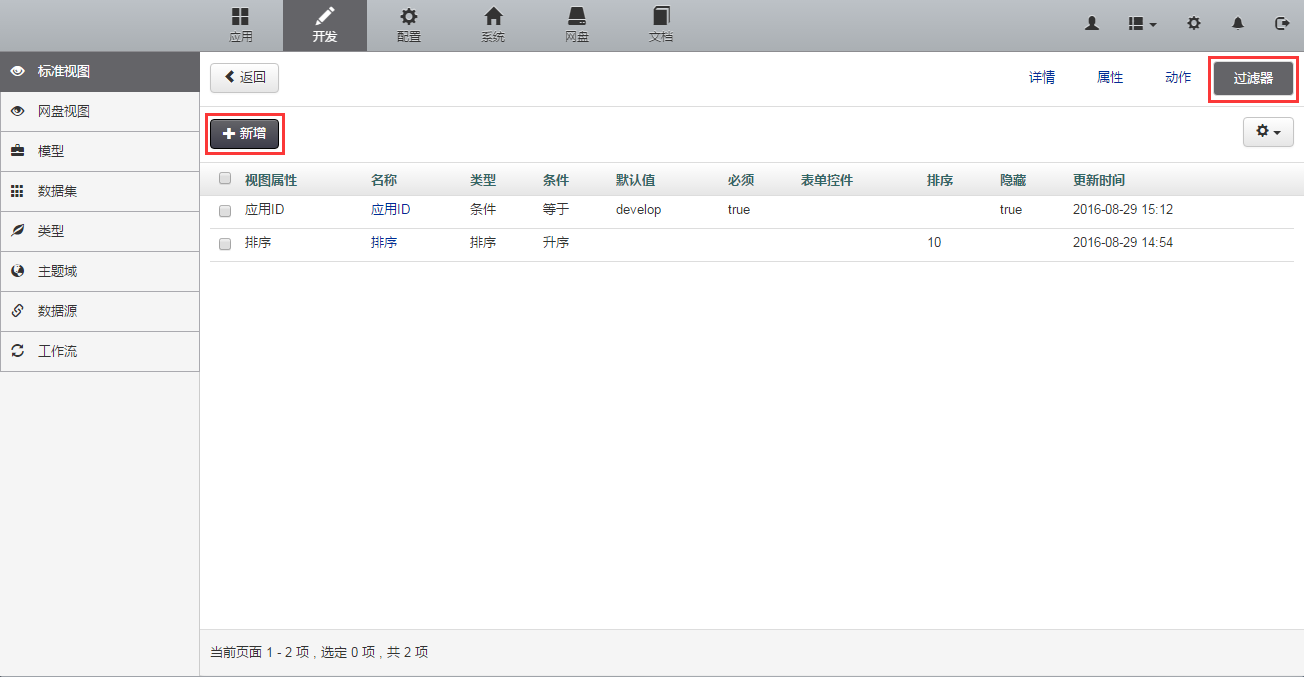 应用 开发 配置 系统 网盘 文档
标准视图
网盘视图
模型
数据集
类型
主题域
数据源
工作流
返回 详情 属性 动作 过滤器
新增
视图属性 名称 类型 条件 默认值 必须 表单控件 排序 隐藏 更新时间
应用ID 应用ID 条件 等于 develop true true 2016-08-29 15:12
排序 排序 排序 升序 10 2016-08-29 14:54
当前页面 1 - 2 项 , 选定 0 项 , 共 2 项